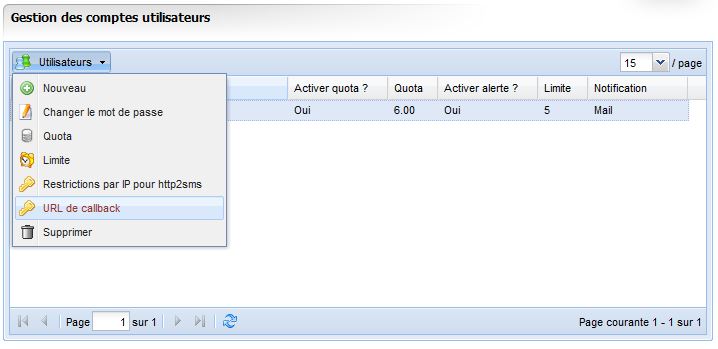 Gestion des comptes utilisateurs
Utilisateurs
15 / page
Nouveau
Activer quota ? Quota Activer alerte ? Limite Notification
Changer le mot de passe
Oui 6.00 Oui 5 Mail
Quota
Limite
Restrictions par IP pour http2sms
URL de callback
Supprimer
Page 1 sur 1
Page courante 1 - 1 sur 1